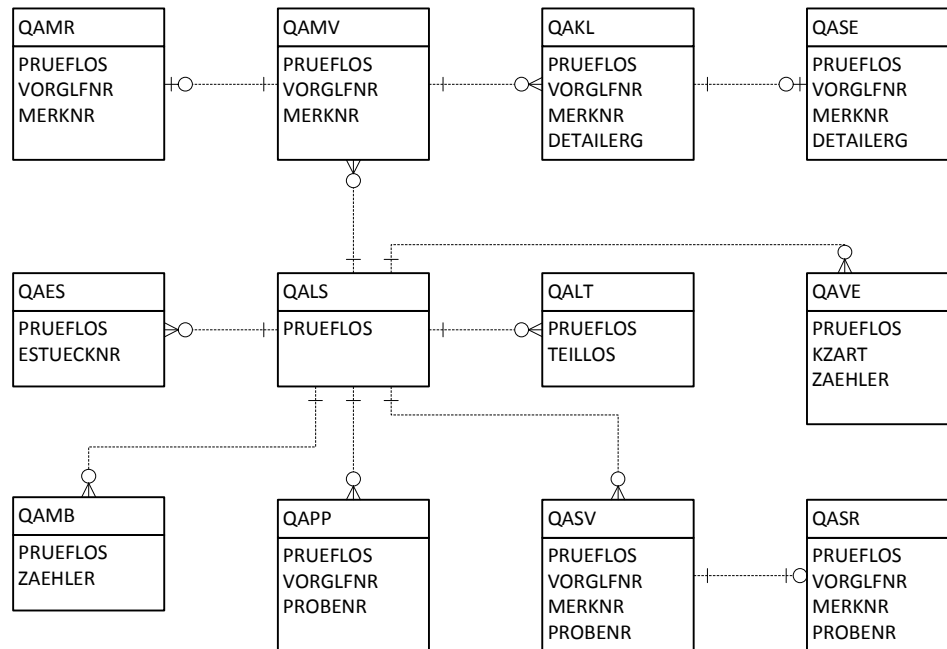 QAMR
PRUEFLOS
VORGLFNR
MERKNR
QAMV
PRUEFLOS
VORGLFNR
MERKNR
QAKL
PRUEFLOS
VORGLFNR
MERKNR
DETAILERG
QASE
PRUEFLOS
VORGLFNR
MERKNR
DETAILERG
QAES
PRUEFLOS
ESTUECKNR
QALS
PRUEFLOS
QALT
PRUEFLOS
TEILLOS
QAVE
PRUEFLOS
KZART
ZAEHLER
QAMB
PRUEFLOS
ZAEHLER
QAPP
PRUEFLOS
VORGLFNR
PROBENR
QASV
PRUEFLOS
VORGLFNR
MERKNR
PROBENR
QASR
PRUEFLOS
VORGLFNR
MERKNR
PROBENR